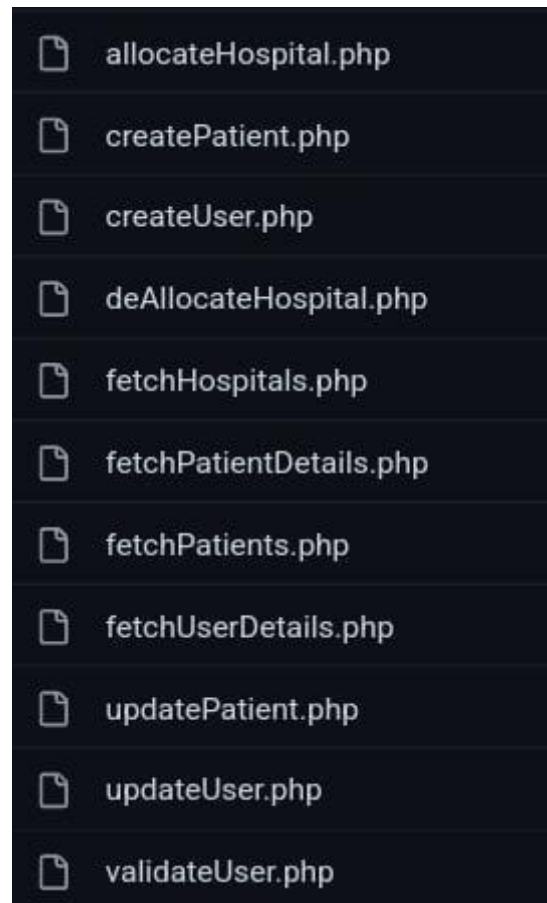 allocateHospital.php
createPatient.php
createUser.php
deAllocateHospital.php
fetchHospitals.php
fetchPatientDetails.php
fetchPatients.php
fetchUserDetails.php
updatePatient.php
updateUser.php
validateUser.php